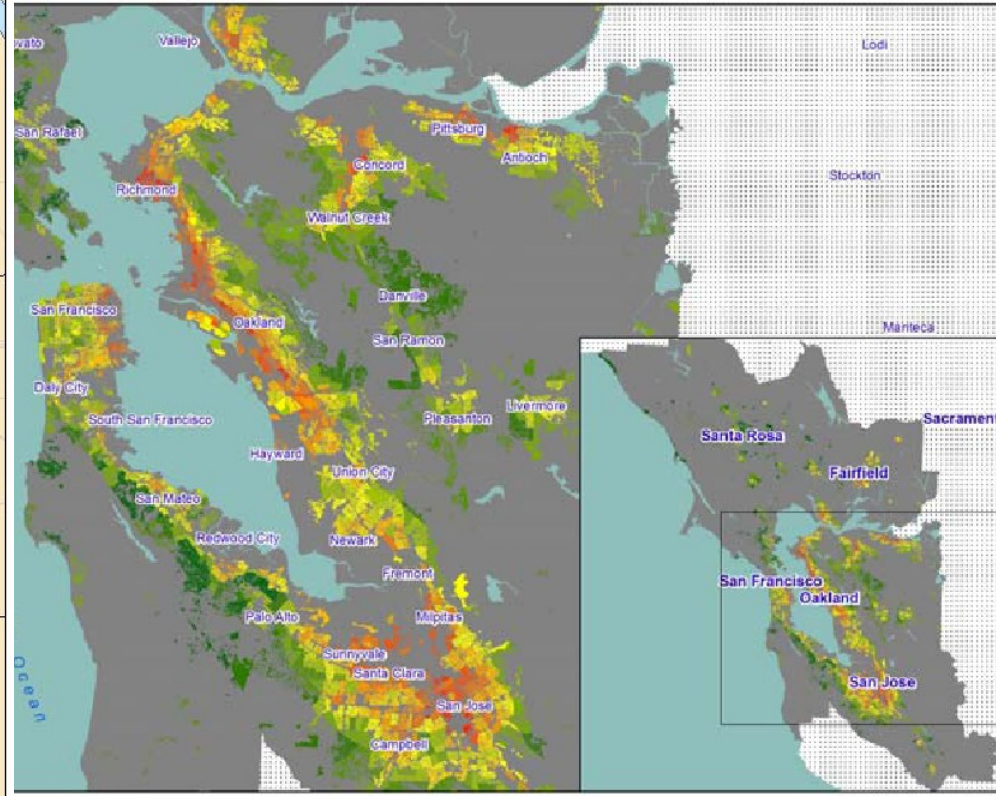 Vallejo
Lodi
vato
San Rafael
Pittsburg
Antioch
Concord
Stockton
Richmond
Walnut Creek
Danville
San Francisco
Oakland
Manteca
San Ramon
Daly City
Livermore
Pleasanton
South San Francisco
Sacramen
Santa Rosa
Hayward
Union City
Fairfield
San Mateo
Redwood City
Newark
Fremont
San Francisco
Oakland
Palo Alto
Milpitas
Sunnyvale
Santa Clara
San Jose
San Jose
Campbell
Ocean